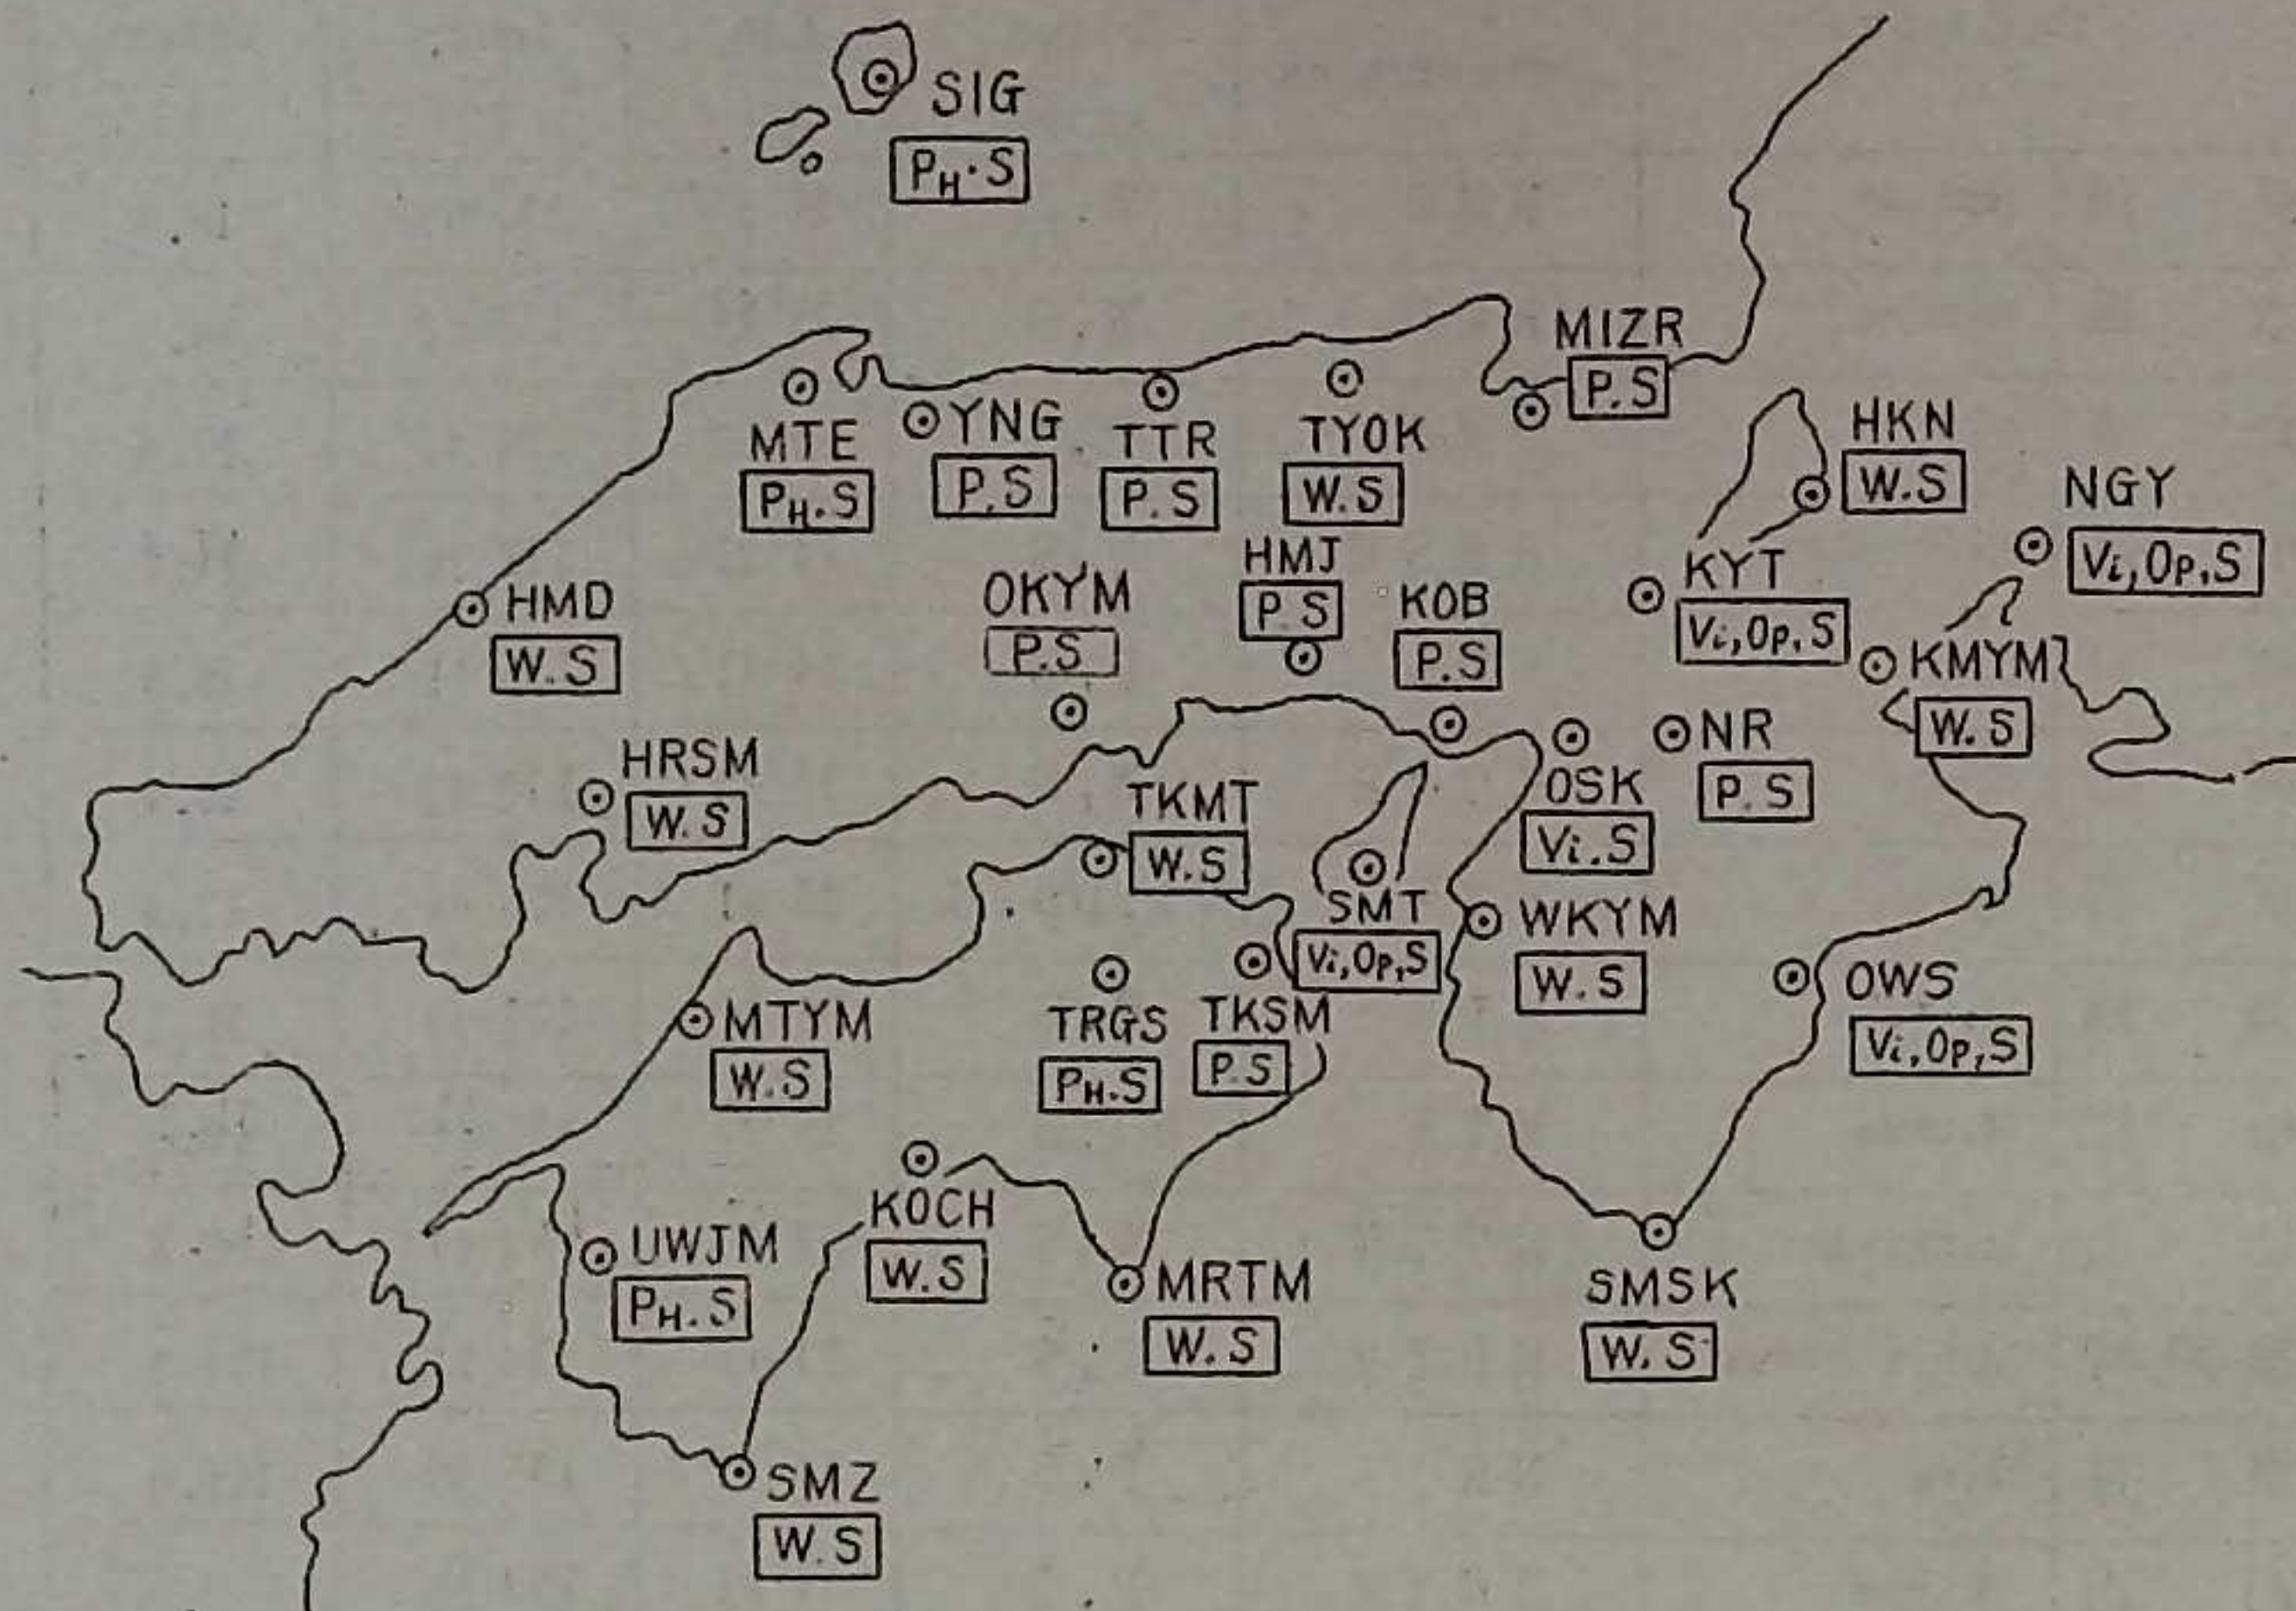 SIG
PH·S
MIZR
P.S
MTE
PH.S
YNG
P.S
TTR
P.S
TYOK
W.S
HKN
W.S
NGY
Vi,Op,S
HMD
W.S
OKYM
P.S
HMJ
P.S
KOB
P.S
KYT
Vi,Op,S
KMYM
W.S
HRSM
W.S
TKMT
W.S
OSK
Vi.S
NR
P.S
SMT
Vi,Op,S
WKYM
W.S
OWS
Vi,Op,S
MTYM
W.S
TRGS
PH.S
TKSM
P.S
UWJM
PH.S
KOCH
W.S
MRTM
W.S
SMSK
W.S
SMZ
W.S